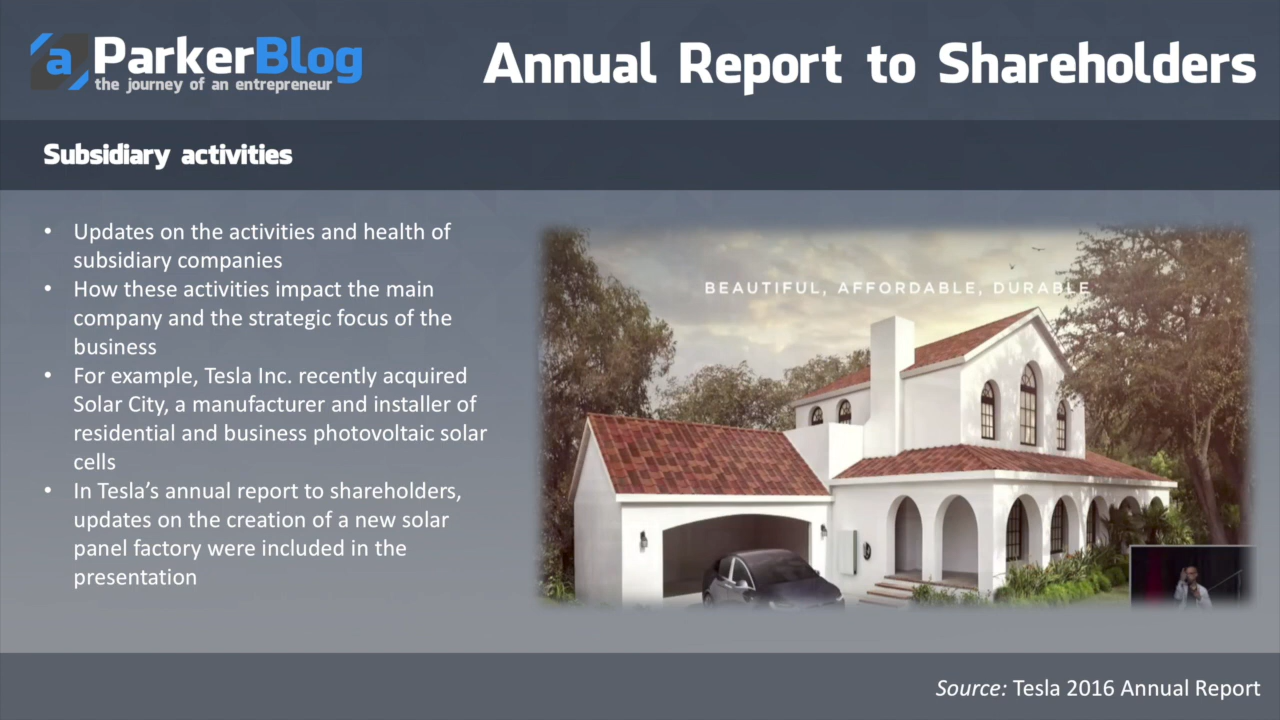 a ParkerBlog
the journey of an entrepreneur
Annual Report to Shareholders
Subsidiary activities
• Updates on the activities and health of
subsidiary companies
• How these activities impact the main
company and the strategic focus of the
business
• For example, Tesla Inc. recently acquired
Solar City, a manufacturer and installer of
residential and business photovoltaic solar
cells
• In Tesla’s annual report to shareholders,
updates on the creation of a new solar
panel factory were included in the
presentation
BEAUTIFUL, AFFORDABLE, DURABLE
Source: Tesla 2016 Annual Report